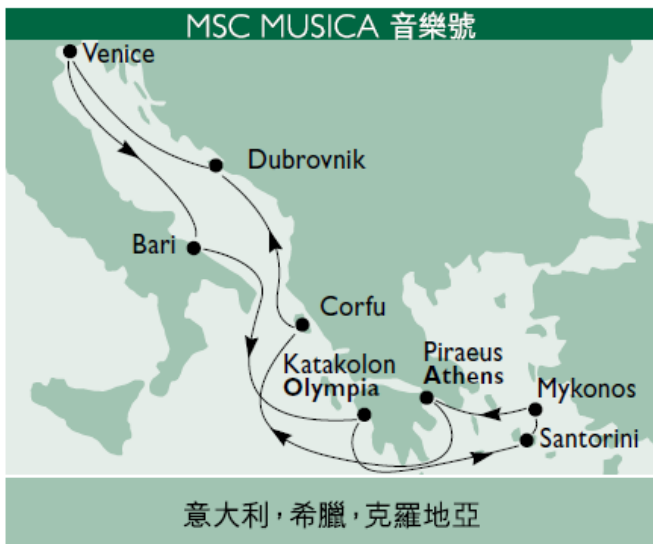 MSC MUSICA 音樂號
Venice
Dubrovnik
Bari
Corfu
Katakolon
Olympia
Piraeus
Athens
Mykonos
Santorini
意大利，希臘，克羅地亞